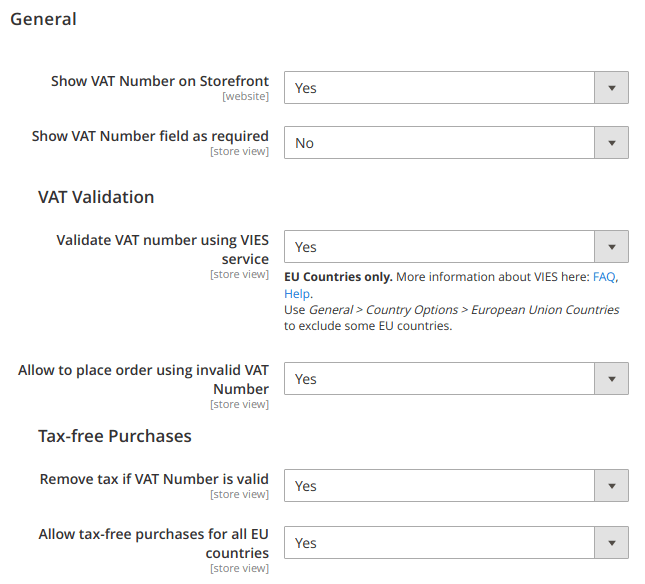 General
Show VAT Number on Storefront
[website]
Yes
Show VAT Number field as required
[store view]
No
VAT Validation
Validate VAT number using VIES
service
[store view]
Yes
EU Countries only. More information about VIES here: FAQ,
Help.
Use General > Country Options > European Union Countries
to exclude some EU countries.
Allow to place order using invalid VAT
Number
[store view]
Yes
Tax-free Purchases
Remove tax if VAT Number is valid
[store view]
Yes
Allow tax-free purchases for all EU
countries
[store view]
Yes